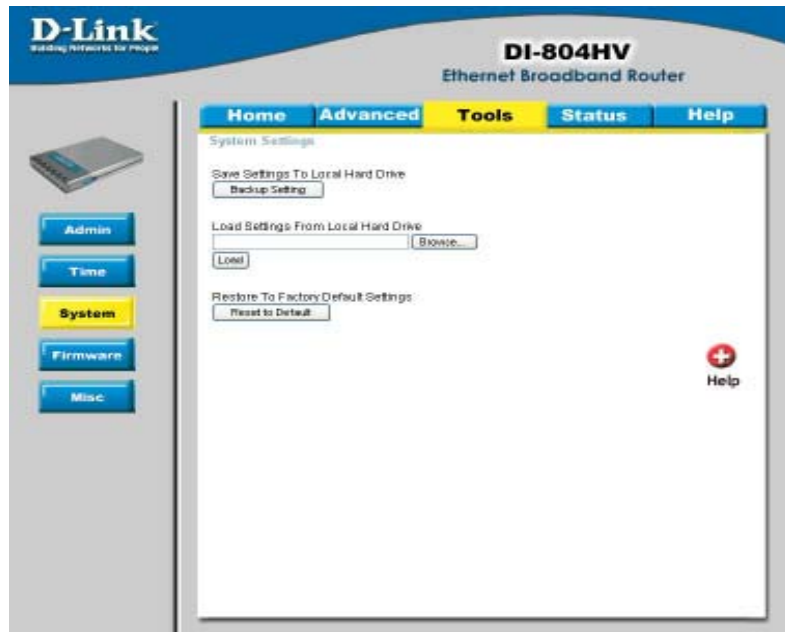 D-Link
Building Networks for People
DI-804HV
Ethernet Broadband Router
Home Advanced Tools Status Help
System Settings
Save Settings To Local Hard Drive
Backup Setting
Load Settings From Local Hard Drive
Browse...
Load
Restore To Factory Default Settings
Reset to Default
Admin
Time
System
Firmware
Misc
Help